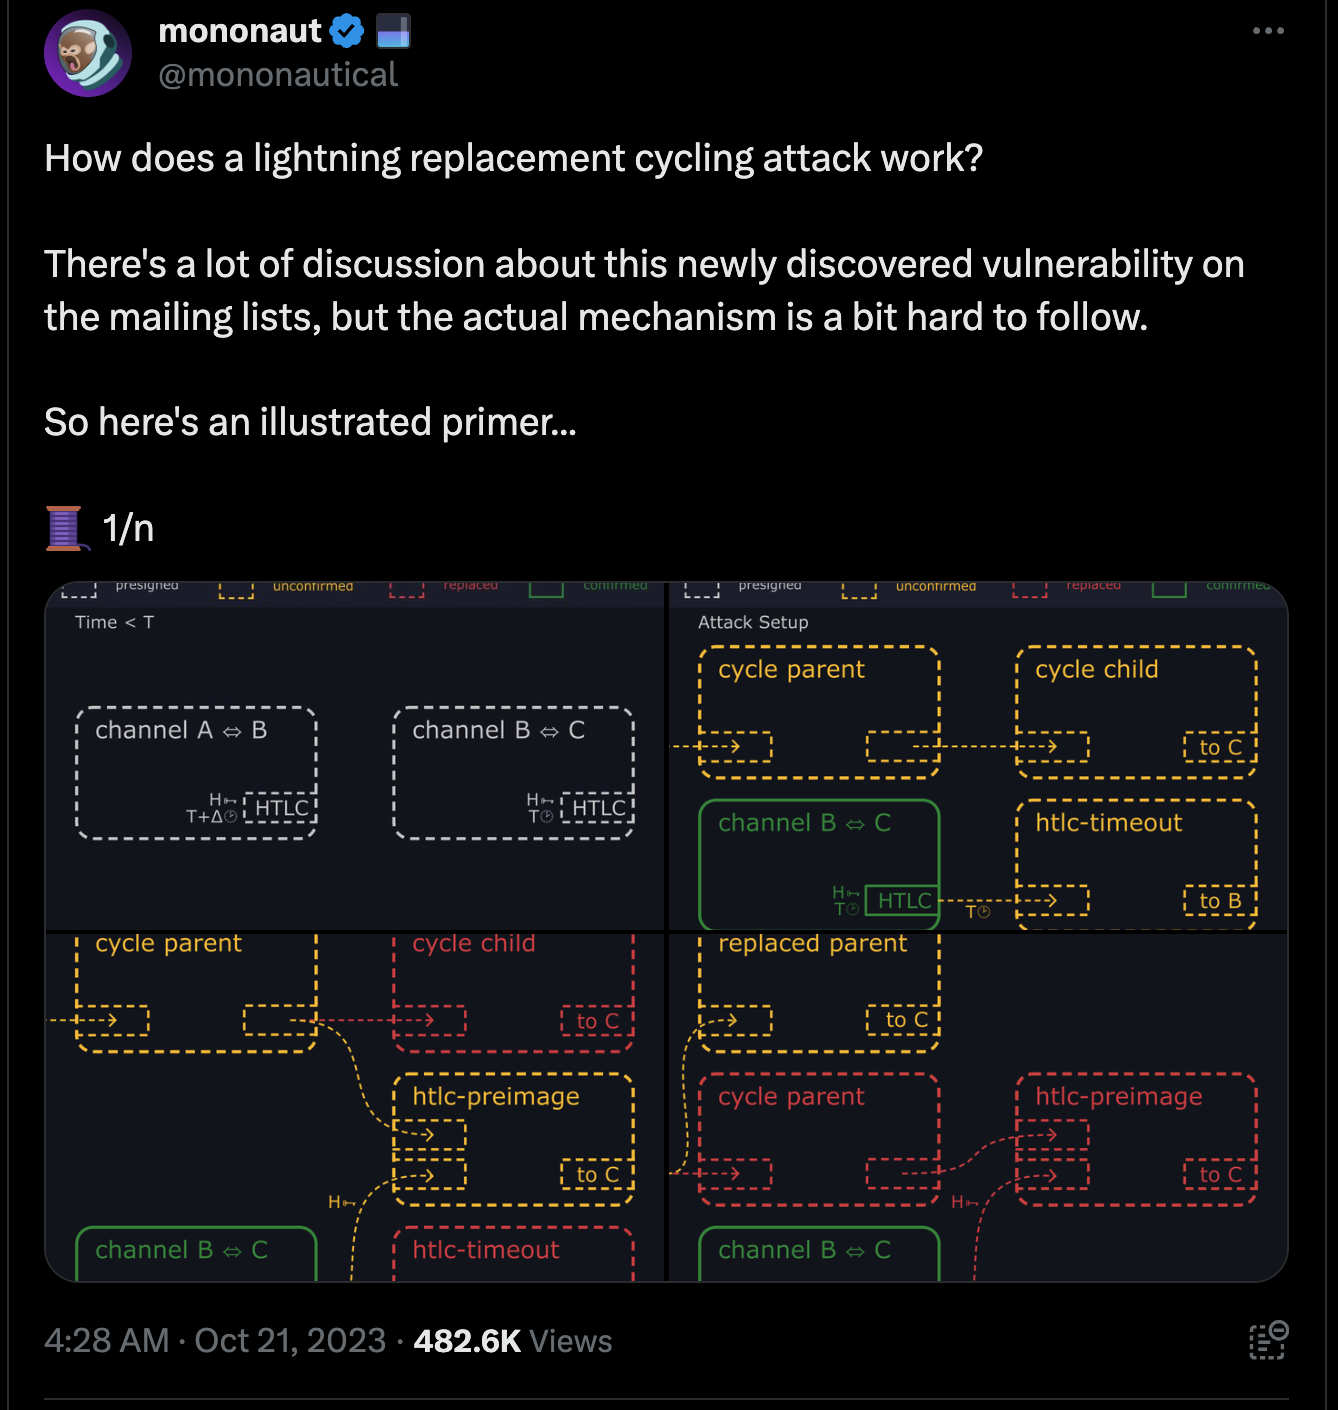 mononaut
@mononautical
How does a lightning replacement cycling attack work?
There's a lot of discussion about this newly discovered vulnerability on
the mailing lists, but the actual mechanism is a bit hard to follow.
So here's an illustrated primer...
1/n
presigned unconfirmed replaced confirmed
Time < T
channel A ⇔ B
H
T+Δ
HTLC
channel B ⇔ C
H
T
HTLC
presigned unconfirmed replaced confirmed
Attack Setup
cycle parent
cycle child
to C
channel B ⇔ C
H
T
HTLC
T
htlc-timeout
to B
cycle parent
cycle child
to C
htlc-preimage
to C
H
channel B ⇔ C
htlc-timeout
replaced parent
to C
cycle parent
htlc-preimage
to C
H
channel B ⇔ C
4:28 AM · Oct 21, 2023 · 482.6K Views